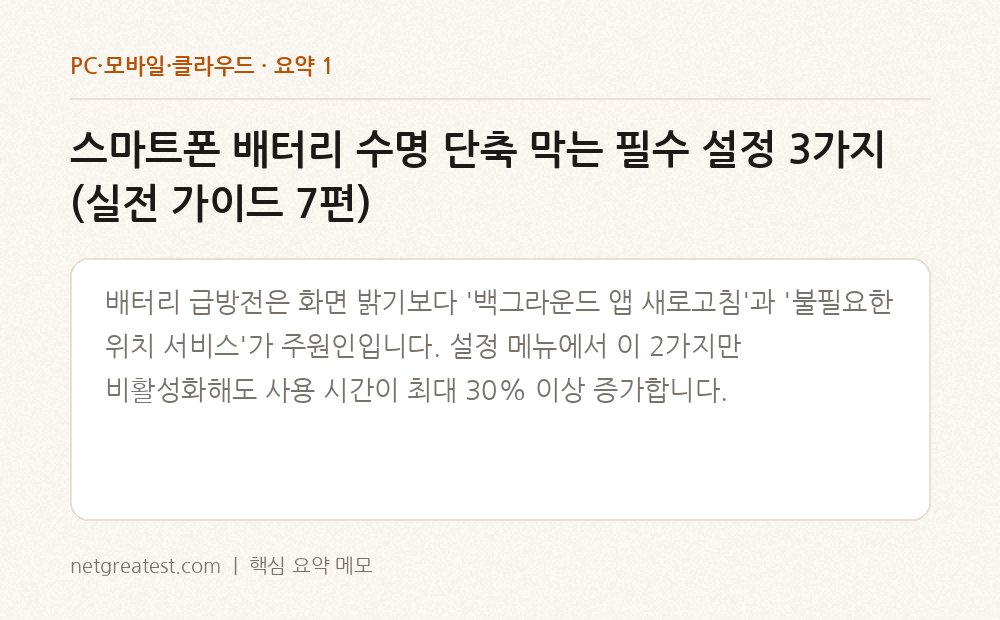 PC·모바일·클라우드 · 요약 1
스마트폰 배터리 수명 단축 막는 필수 설정 3가지
(실전 가이드 7편)
배터리 급방전은 화면 밝기보다 '백그라운드 앱 새로고침'과 '불필요한
위치 서비스'가 주원인입니다. 설정 메뉴에서 이 2가지만
비활성화해도 사용 시간이 최대 30% 이상 증가합니다.
netgreatest.com | 핵심 요약 메모